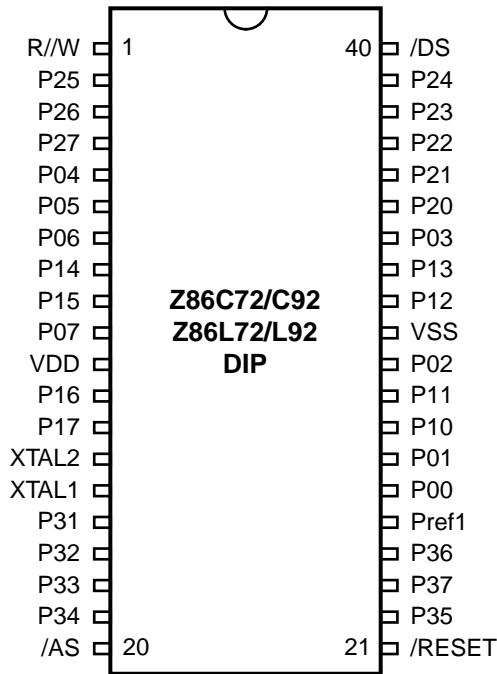 R//W 1 40 /DS
P25 P24
P26 P23
P27 P22
P04 P21
P05 P20
P06 P03
P14 P13
P15 Z86C72/C92 P12
P07 Z86L72/L92 VSS
VDD DIP P02
P16 P11
P17 P10
XTAL2 P01
XTAL1 P00
P31 Pref1
P32 P36
P33 P37
P34 P35
/AS 20 21 /RESET